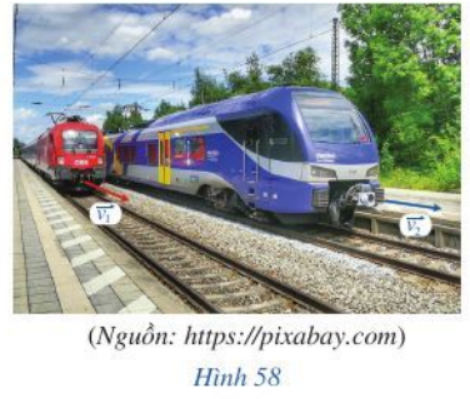 v₁
v₂
(Nguồn: https://pixabay.com)
Hình 58